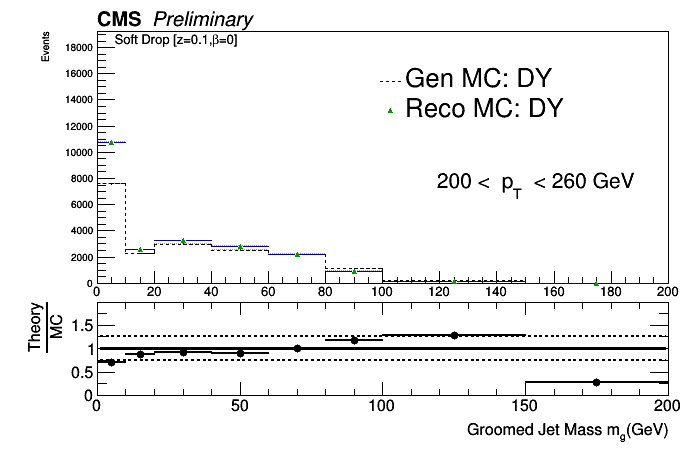 CMS Preliminary
Events
Soft Drop [z=0.1,β=0]
18000
16000
14000
12000
10000
8000
6000
4000
2000
0
Gen MC: DY
Reco MC: DY
200 < pT < 260 GeV
0 20 40 60 80 100 120 140 160 180 200
Theory
MC
1.5
1
0.5
0
0 50 100 150 200
Groomed Jet Mass mg(GeV)